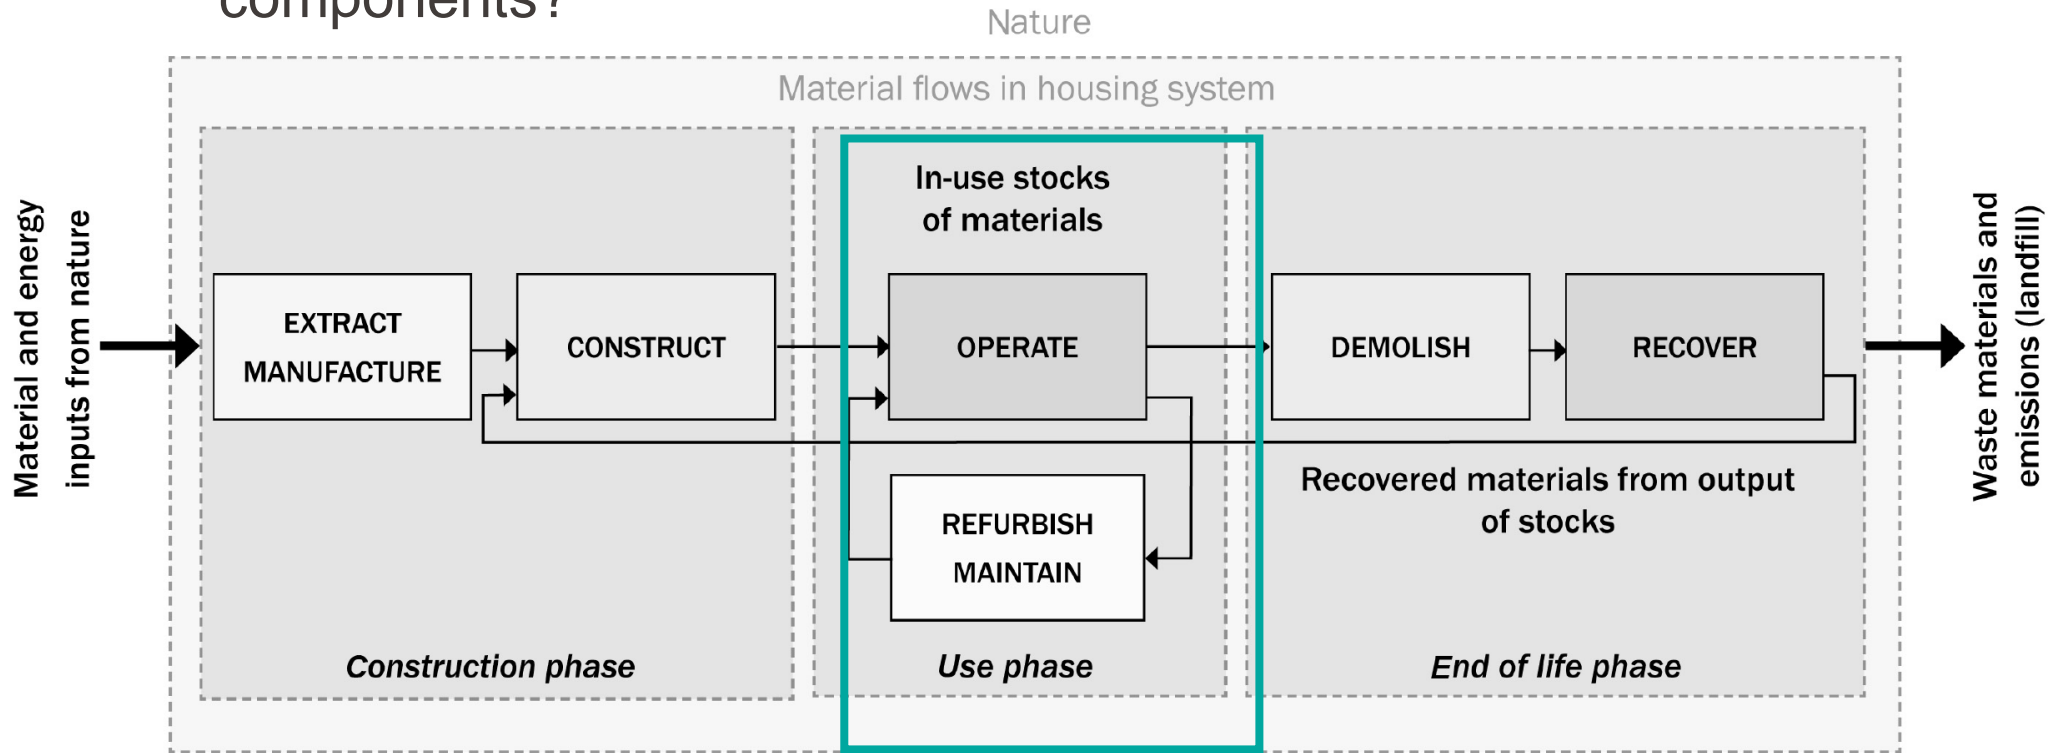 components?
Nature
Material flows in housing system
Material and energy
inputs from nature
In-use stocks
of materials
EXTRACT
MANUFACTURE
CONSTRUCT
OPERATE
DEMOLISH
RECOVER
REFURBISH
MAINTAIN
Recovered materials from output
of stocks
Construction phase
Use phase
End of life phase
Waste materials and
emissions (landfill)